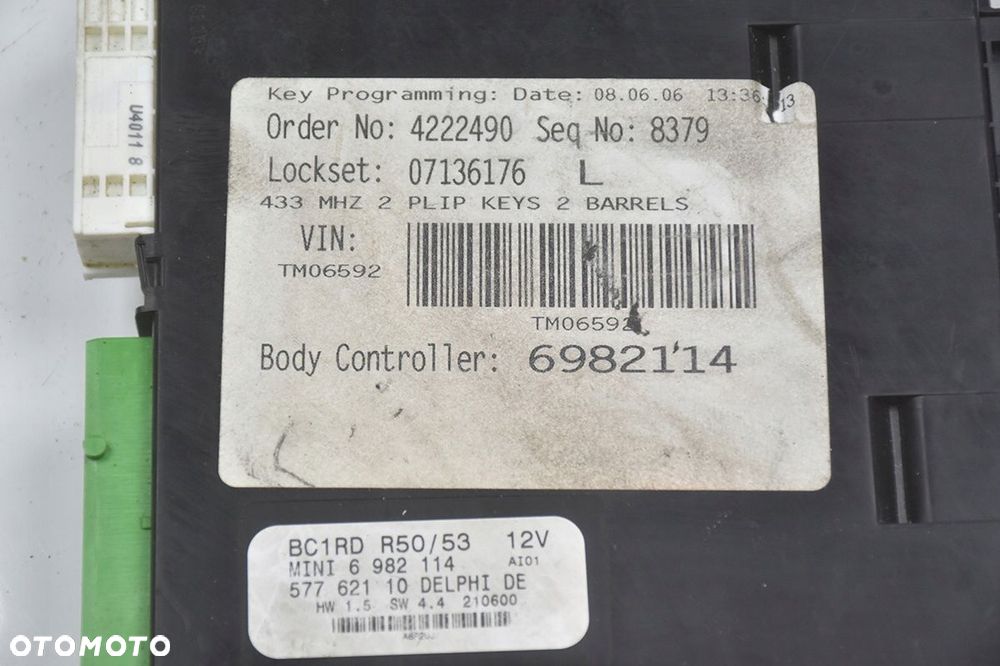 U4011 8
Key Programming: Date: 08.06.06 13:36 13
Order No: 4222490 Seq No: 8379
Lockset: 07136176 L
433 MHZ 2 PLIP KEYS 2 BARRELS
VIN:
TM06592
TM06592
Body Controller: 6982114
BC1RD R50/53 12V
MINI 6 982 114 AI01
577 621 10 DELPHI DE
HW 1.5 SW 4.4 210600
OTOMOTO